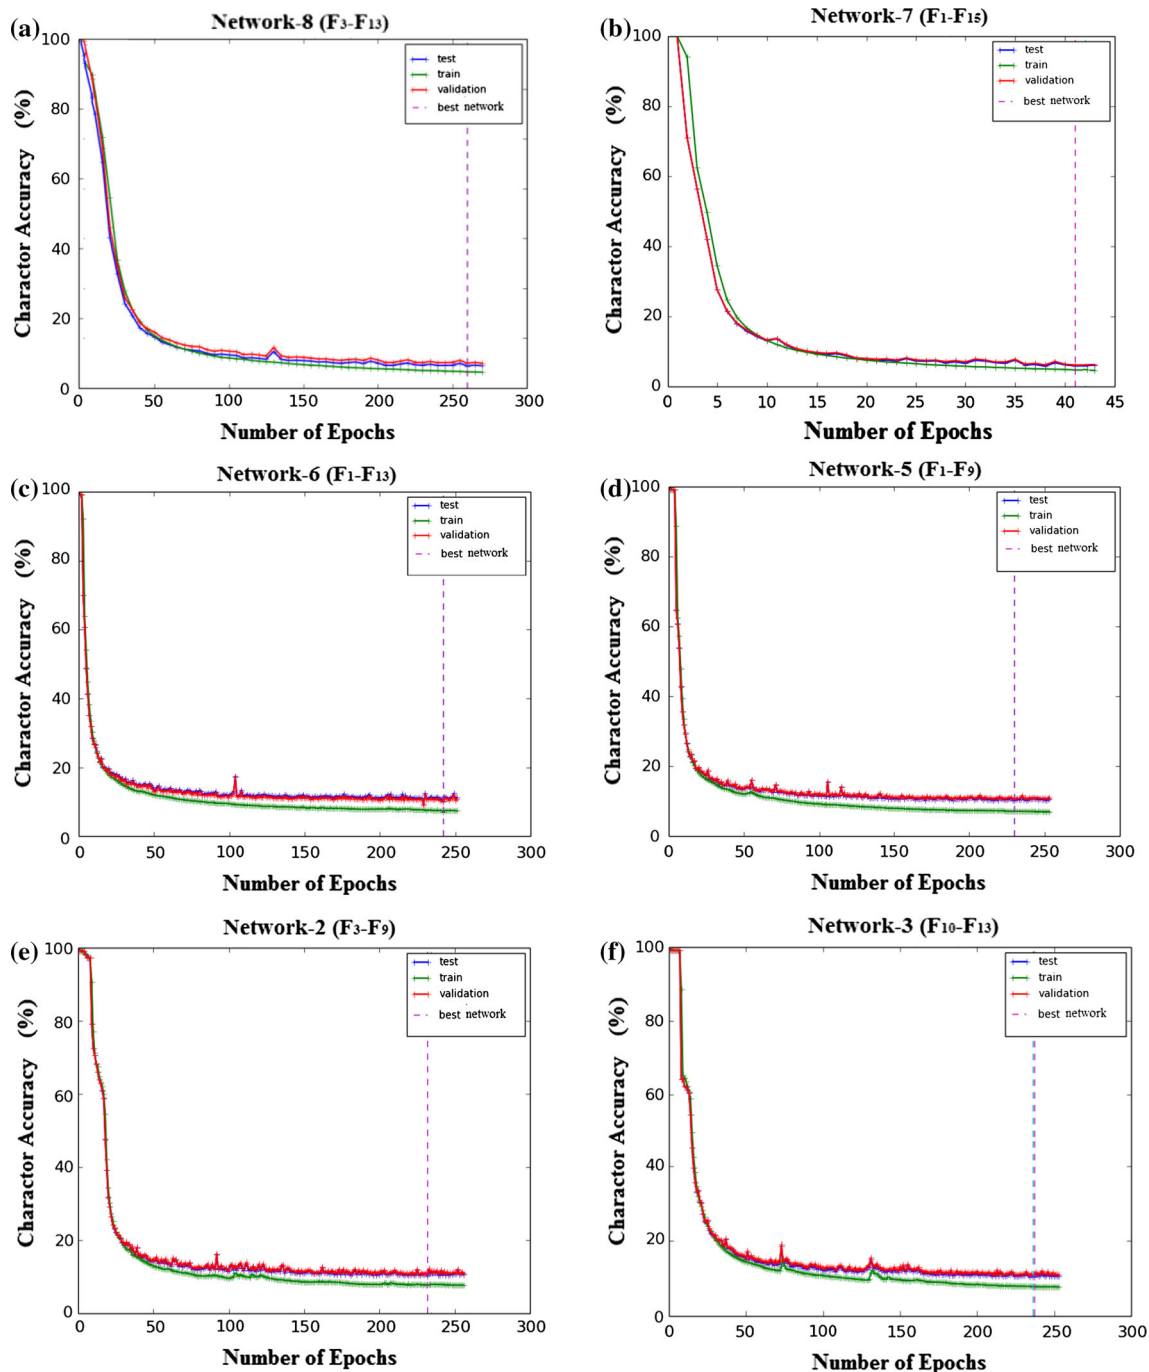 (a) Network-8 (F3-F13)
100
80
60
40
20
0
0 50 100 150 200 250 300
Charactor Accuracy (%)
Number of Epochs
test
train
validation
best network
(b) Network-7 (F1-F15)
100
80
60
40
20
0
0 5 10 15 20 25 30 35 40 45
Charactor Accuracy (%)
Number of Epochs
test
train
validation
best network
(c) Network-6 (F1-F13)
100
80
60
40
20
0
0 50 100 150 200 250 300
Charactor Accuracy (%)
Number of Epochs
test
train
validation
best network
(d) Network-5 (F1-F9)
100
80
60
40
20
0
0 50 100 150 200 250 300
Charactor Accuracy (%)
Number of Epochs
test
train
validation
best network
(e) Network-2 (F3-F9)
100
80
60
40
20
0
0 50 100 150 200 250 300
Charactor Accuracy (%)
Number of Epochs
test
train
validation
best network
(f) Network-3 (F10-F13)
100
80
60
40
20
0
0 50 100 150 200 250 300
Charactor Accuracy (%)
Number of Epochs
test
train
validation
best network